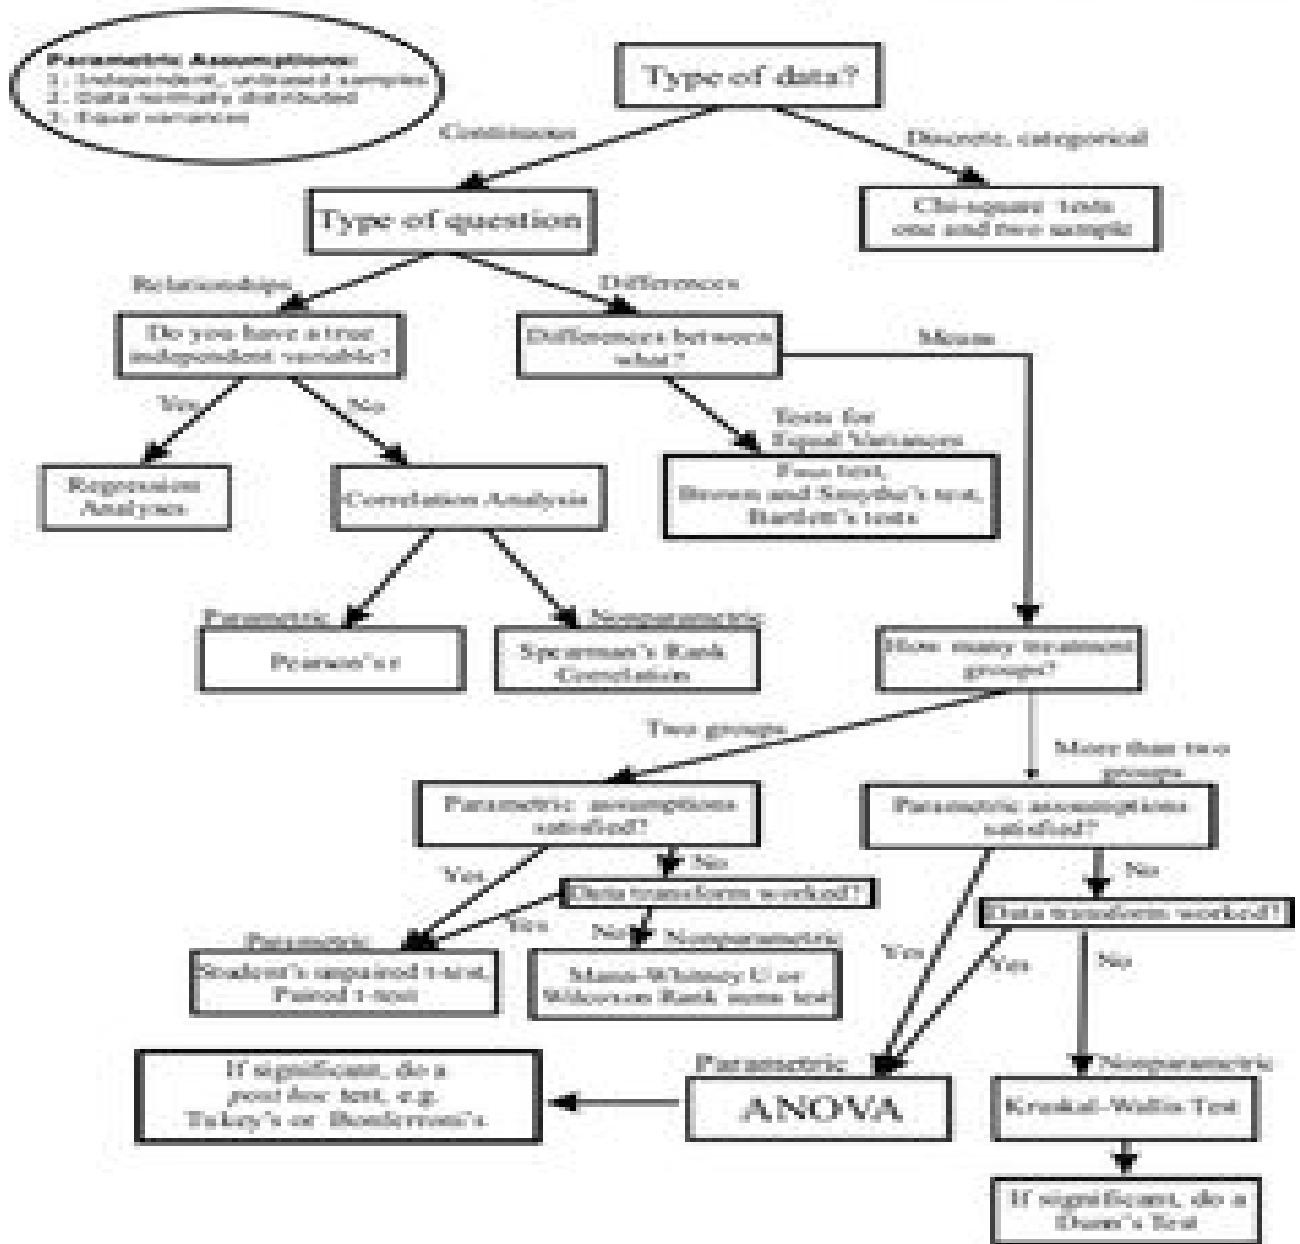 Parametric Assumptions:
1. Independent, unbiased samples
2. Data normally distributed
3. Equal variances
Type of data?
Continuous
Discrete, categorical
Type of question
Chi-square tests
one and two sample
Relationships
Differences
Do you have a true
independent variable?
Differences between
what?
Means
Yes
No
Tests for
Equal Variances
Regression
Analyses
Correlation Analysis
Fmax test,
Brown and Smythe's test,
Bartlett's tests
Parametric
Nonparametric
Pearson's r
Spearman's Rank
Correlation
How many treatment
groups?
Two groups
More than two
groups
Parametric assumptions
satisfied?
Parametric assumptions
satisfied?
Yes
No
No
Data transform worked?
Data transform worked?
Yes
No
Parametric
Nonparametric
Yes
Yes
No
Student's unpaired t-test,
Paired t-test
Mann-Whitney U or
Wilcoxon Rank sums test
If significant, do a
post hoc test, e.g.
Tukey's or Bonferroni's
Parametric
ANOVA
Nonparametric
Kruskal-Wallis Test
If significant, do a
Dunn's Test